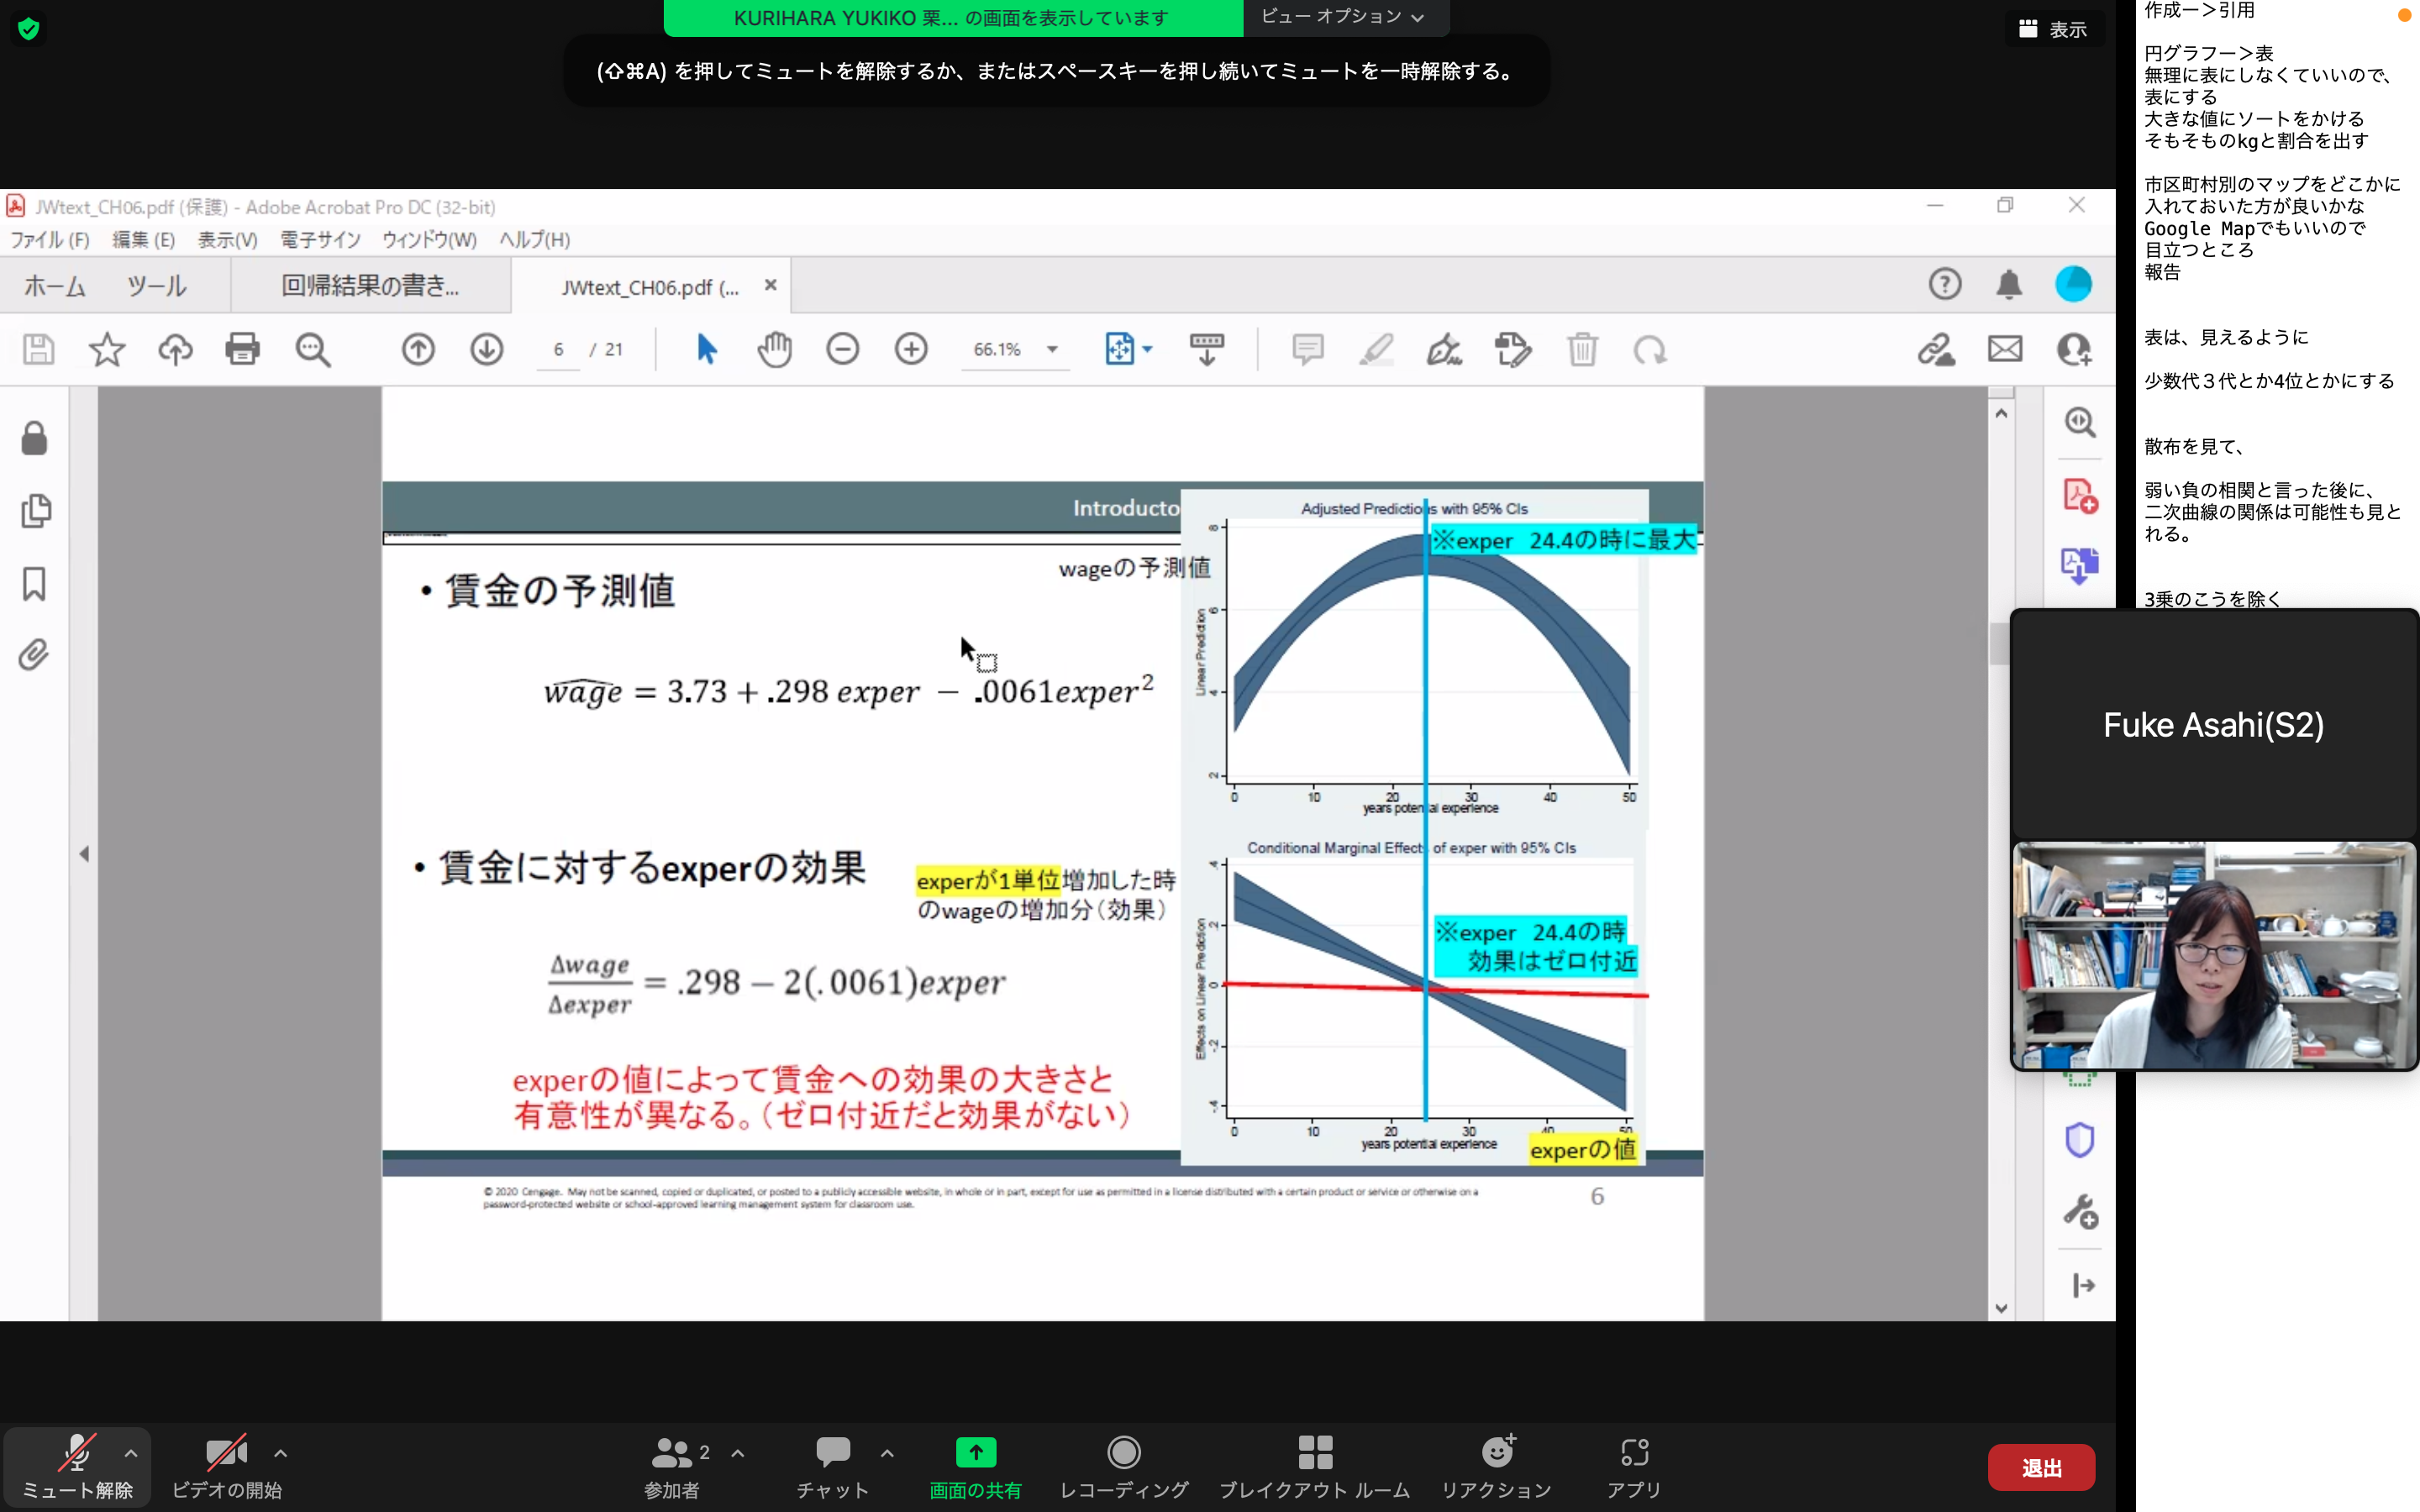 KURIHARA YUKIKO 栗... の画面を表示しています
ビュー オプション
表示
(⇧⌘A) を押してミュートを解除するか、またはスペースキーを押し続いてミュートを一時解除する。
JWtext_CH06.pdf (保護) - Adobe Acrobat Pro DC (32-bit)
ファイル(F) 編集(E) 表示(V) 電子サイン ウィンドウ(W) ヘルプ(H)
ホーム ツール 回帰結果の書き... JWtext_CH06.pdf (...
6 / 21 66.1%
Introducto
・賃金の予測値
wageの予測値
wage = 3.73 + .298 exper − .0061exper²
Adjusted Predictions with 95% CIs
※exper 24.4の時に最大
Linear Prediction
8
6
4
2
0 10 20 30 40 50
years potential experience
・賃金に対するexperの効果
experが1単位増加した時
のwageの増加分（効果）
Δwage
Δexper
= .298 − 2(.0061)exper
experの値によって賃金への効果の大きさと
有意性が異なる。（ゼロ付近だと効果がない）
Conditional Marginal Effects of exper with 95% CIs
※exper 24.4の時
効果はゼロ付近
Effects on Linear Prediction
.4
.2
0
-.2
-.4
0 10 20 30 40 50
years potential experience
experの値
© 2020 Cengage. May not be scanned, copied or duplicated, or posted to a publicly accessible website, in whole or in part, except for use as permitted in a license distributed with a certain product or service or otherwise on a
password-protected website or school-approved learning management system for classroom use.
6
作成ー＞引用
円グラフー＞表
無理に表にしなくていいので、
表にする
大きな値にソートをかける
そもそものkgと割合を出す
市区町村別のマップをどこかに
入れておいた方が良いかな
Google Mapでもいいので
目立つところ
報告
表は、見えるように
少数代３代とか4位とかにする
散布を見て、
弱い負の相関と言った後に、
二次曲線の関係は可能性も見と
れる。
3乗のこうを除く
Fuke Asahi(S2)
ミュート解除
ビデオの開始
2
参加者
チャット
画面の共有
レコーディング
ブレイクアウト ルーム
リアクション
アプリ
退出